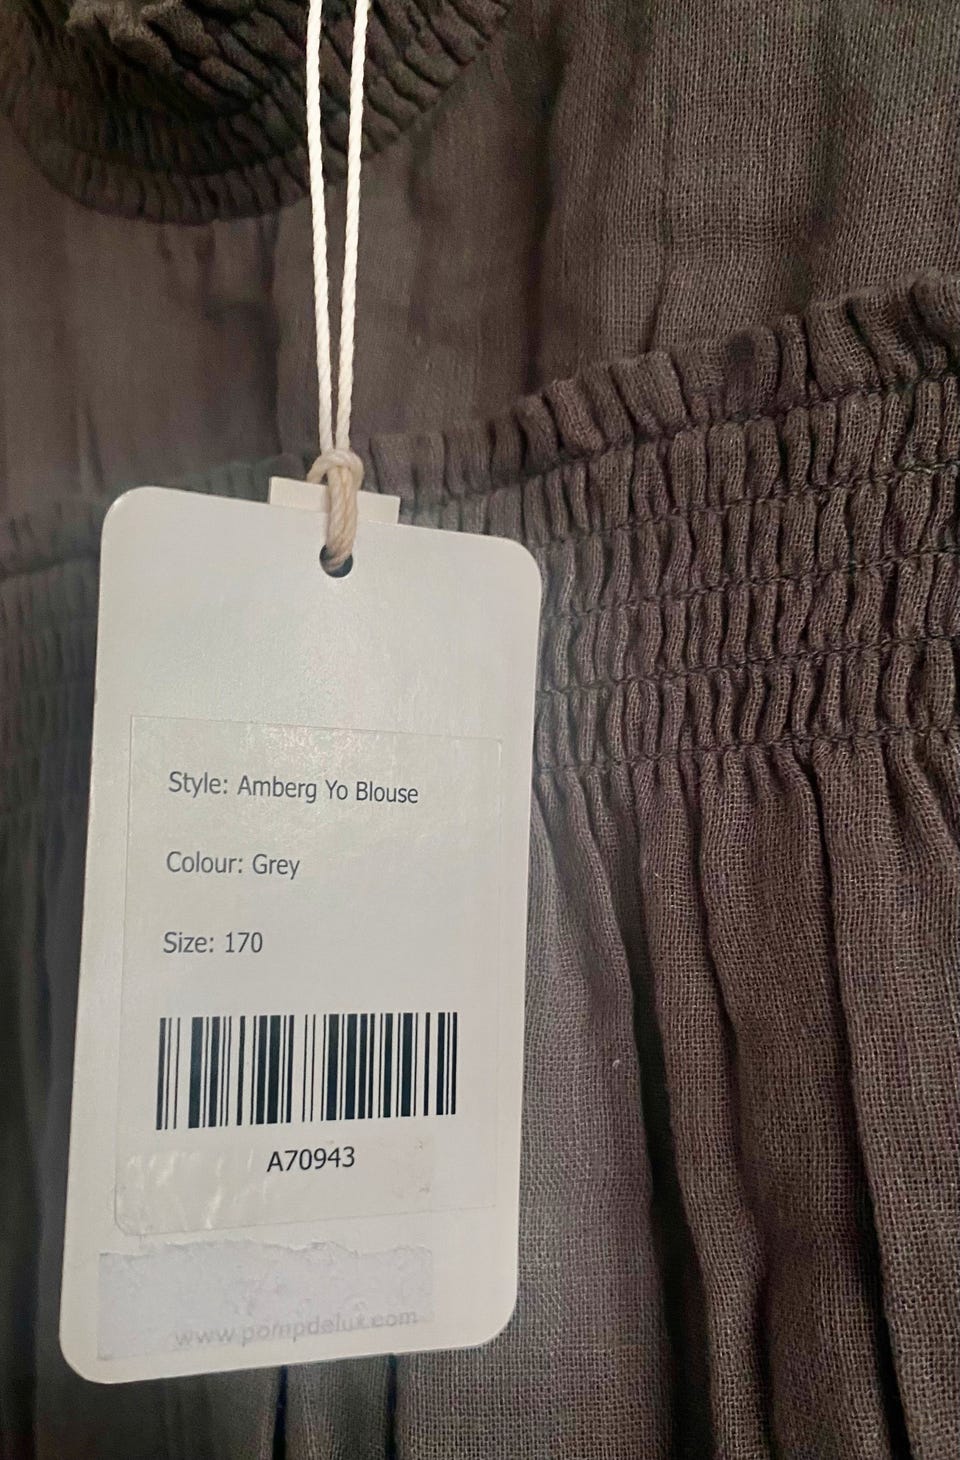 Style: Amberg Yo Blouse
Colour: Grey
Size: 170
A70943
www.pompdelux.com